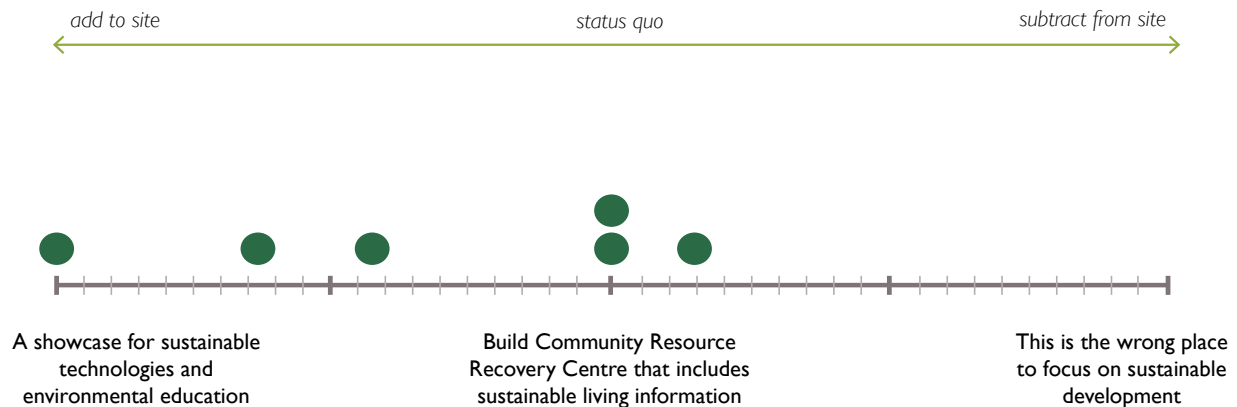 add to site
status quo
subtract from site
A showcase for sustainable
technologies and
environmental education
Build Community Resource
Recovery Centre that includes
sustainable living information
This is the wrong place
to focus on sustainable
development